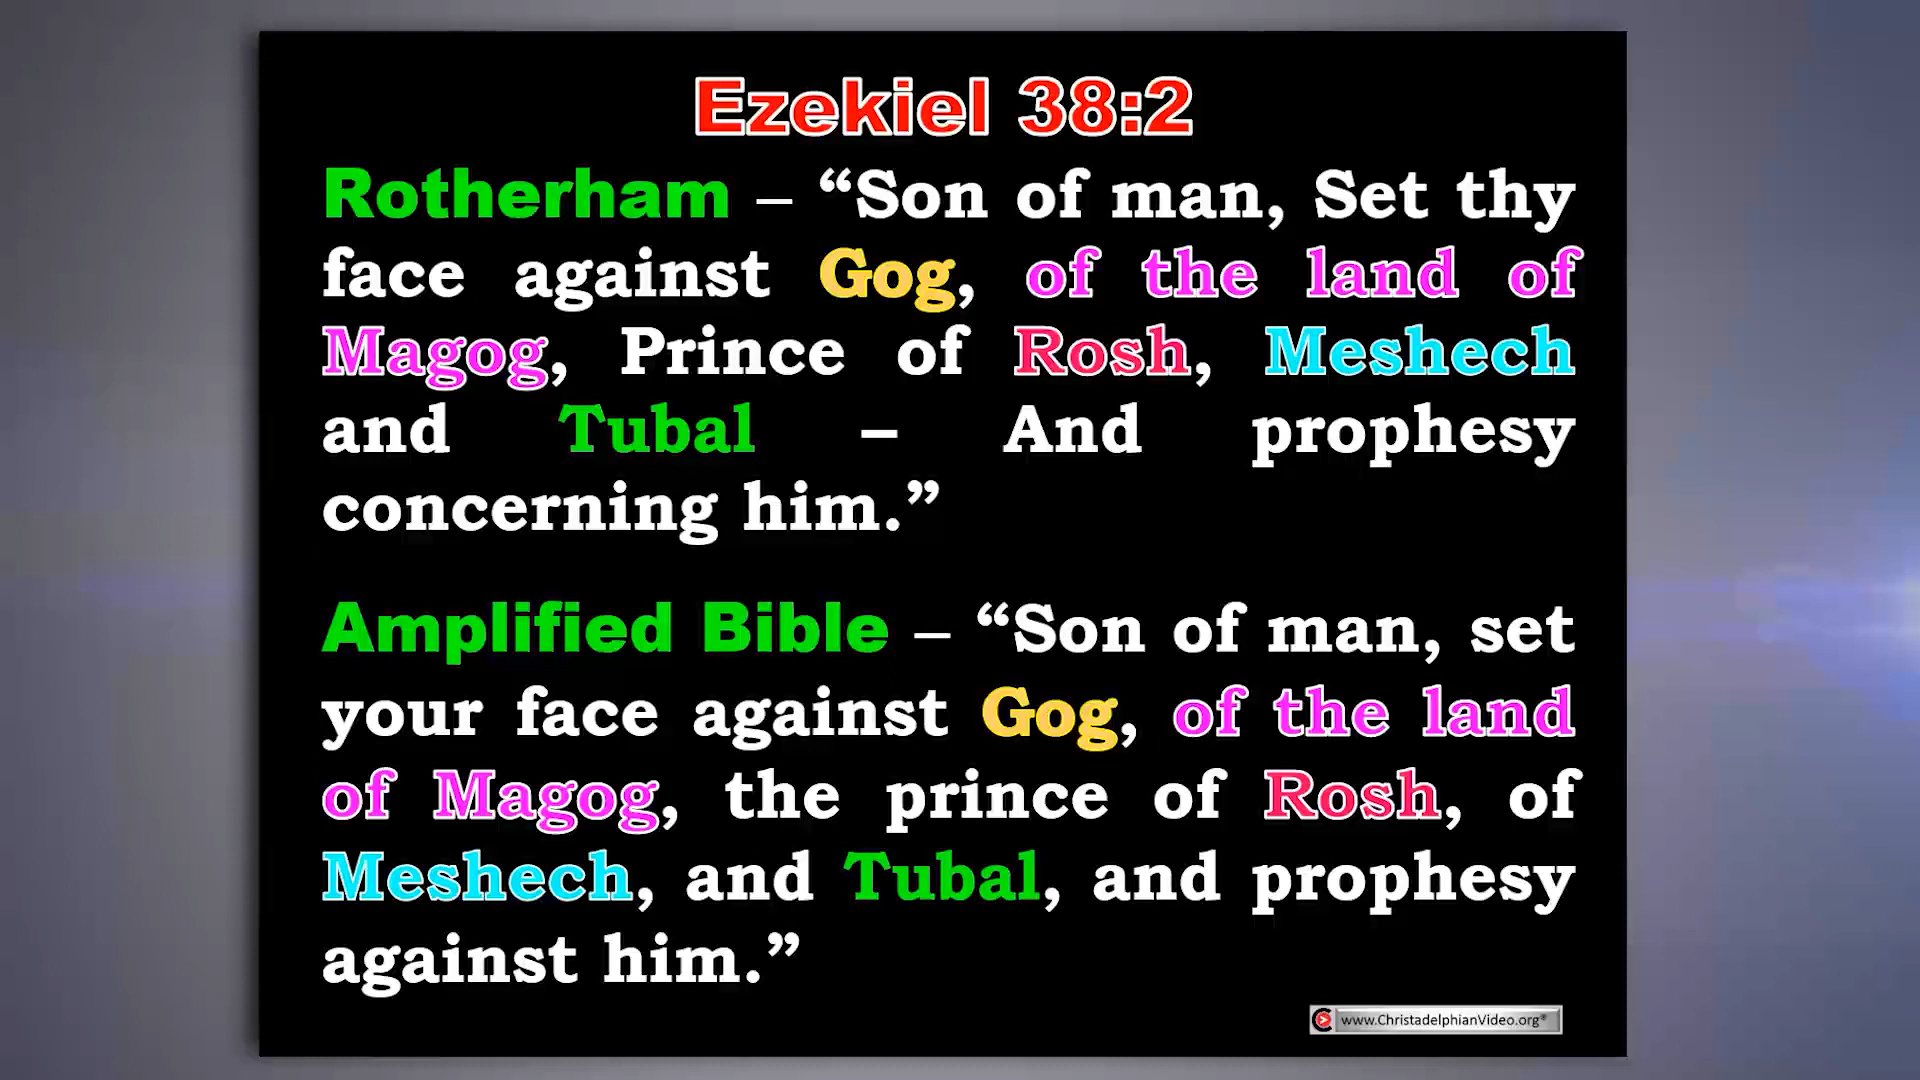 Ezekiel 38:2
Rotherham – “Son of man, Set thy
face against Gog, of the land of
Magog, Prince of Rosh, Meshech
and Tubal – And prophesy
concerning him.”
Amplified Bible – “Son of man, set
your face against Gog, of the land
of Magog, the prince of Rosh, of
Meshech, and Tubal, and prophesy
against him.”
www.ChristadelphianVideo.org®